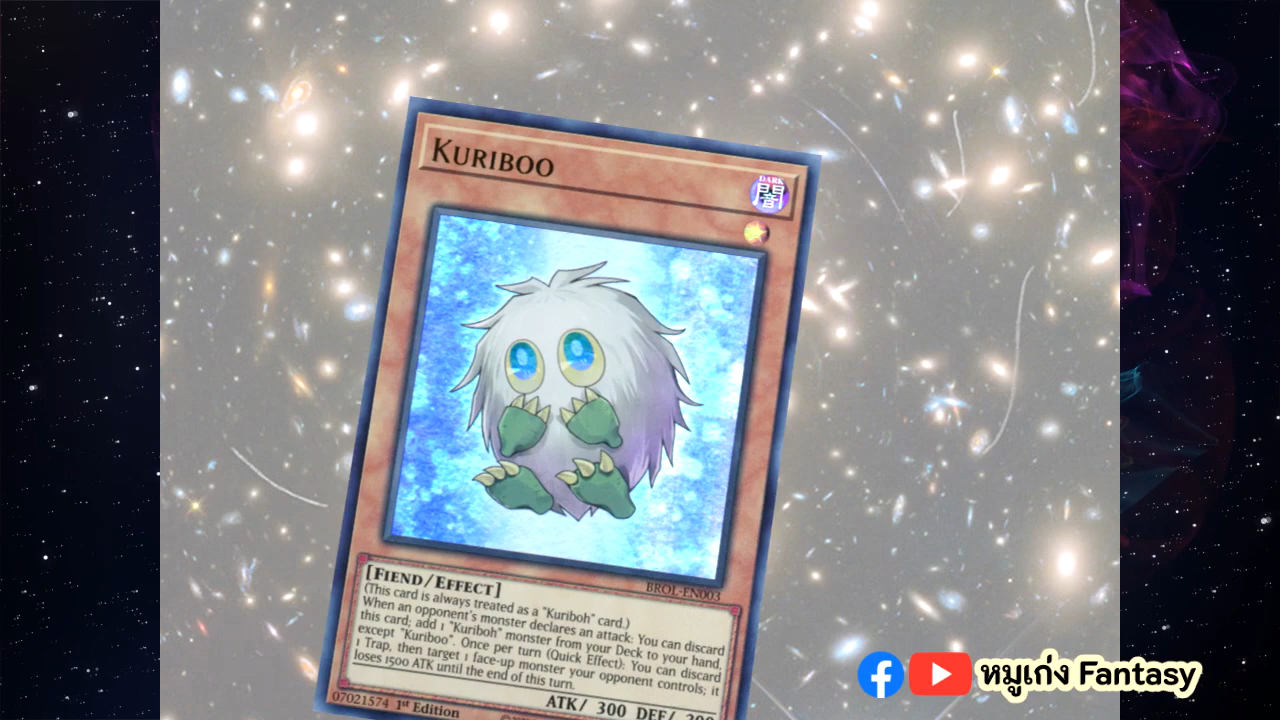 KURIBOO
DARK
闇
BROL-EN003
[FIEND/EFFECT]
(This card is always treated as a "Kuriboh" card.)
When an opponent's monster declares an attack: You can discard
this card; add 1 "Kuriboh" monster from your Deck to your hand,
except "Kuriboo". Once per turn (Quick Effect): You can discard
1 Trap, then target 1 face-up monster your opponent controls; it
loses 1500 ATK until the end of this turn.
ATK/ 300 DEF/ 200
07021574 1st Edition
หมูเก่ง Fantasy